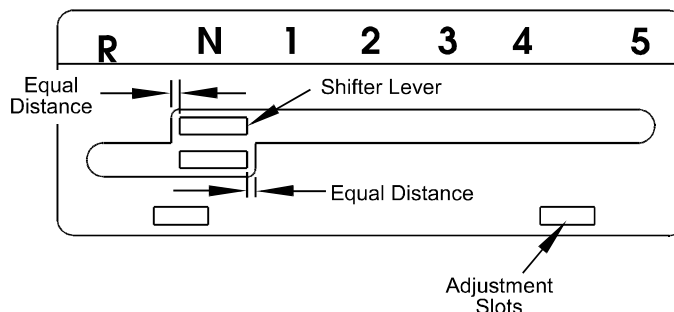 R N 1 2 3 4 5
Equal
Distance
Shifter Lever
Equal Distance
Adjustment
Slots